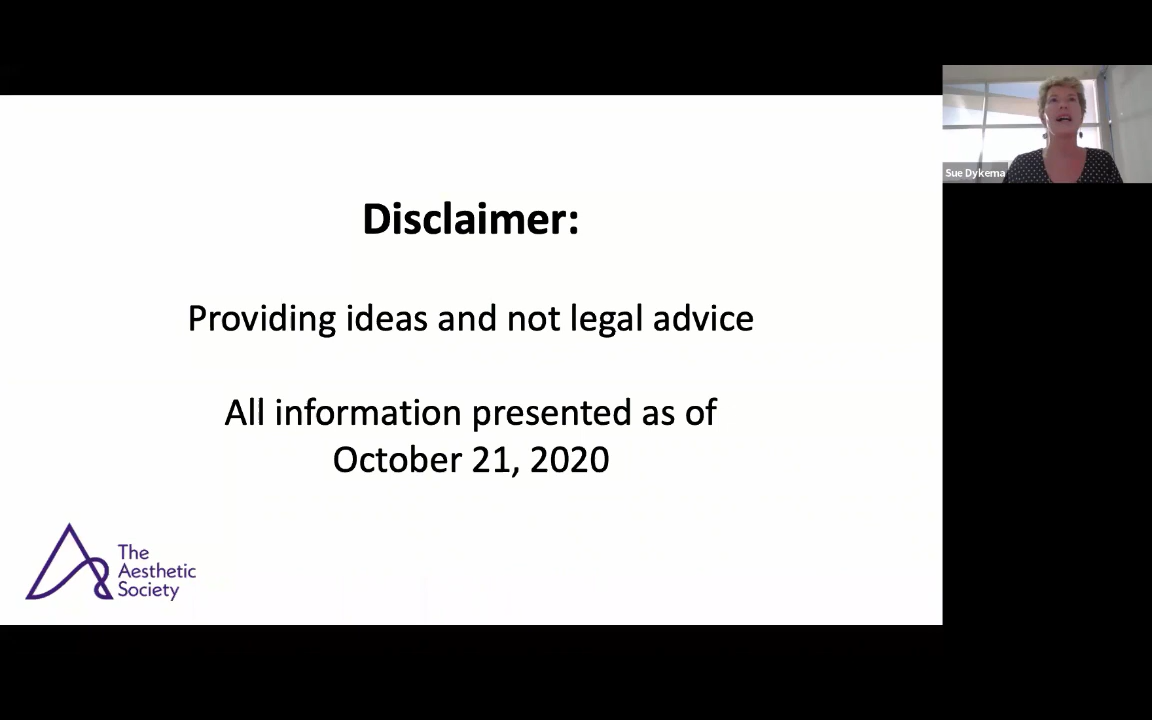 Disclaimer:
Providing ideas and not legal advice
All information presented as of
October 21, 2020
The
Aesthetic
Society
Sue Dykema